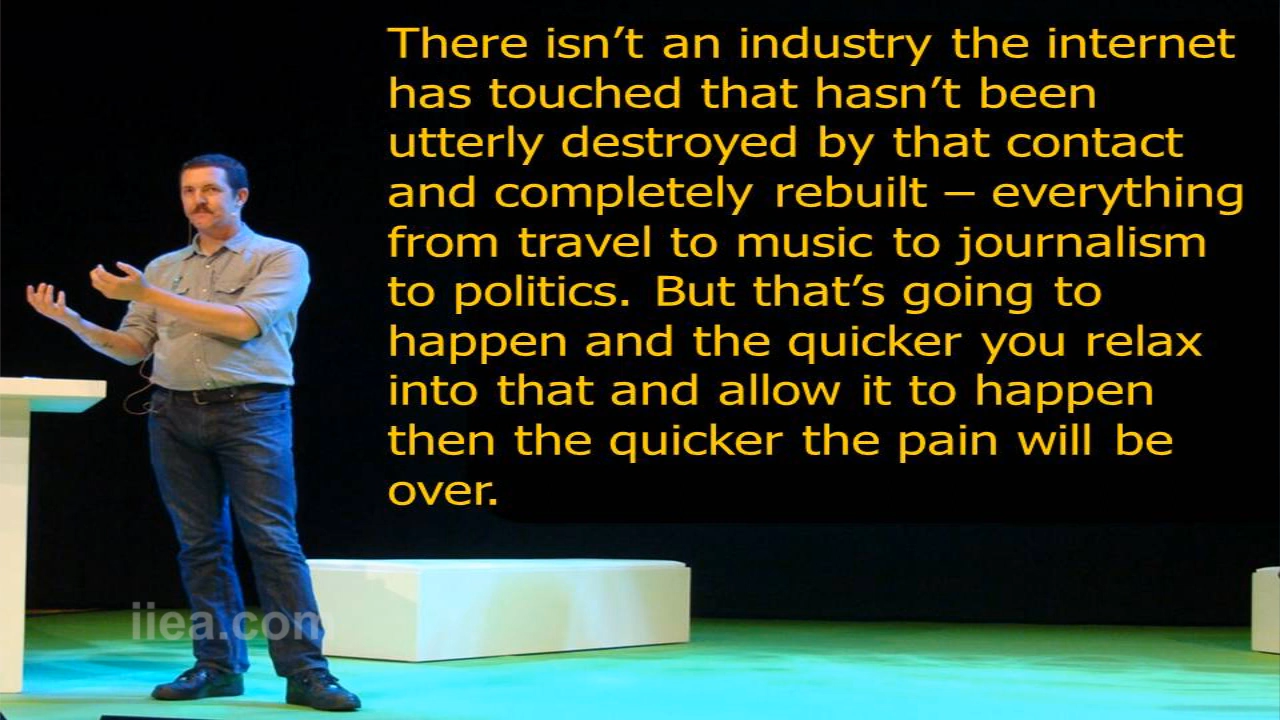 There isn’t an industry the internet
has touched that hasn’t been
utterly destroyed by that contact
and completely rebuilt – everything
from travel to music to journalism
to politics. But that’s going to
happen and the quicker you relax
into that and allow it to happen
then the quicker the pain will be
over.
iiea.com